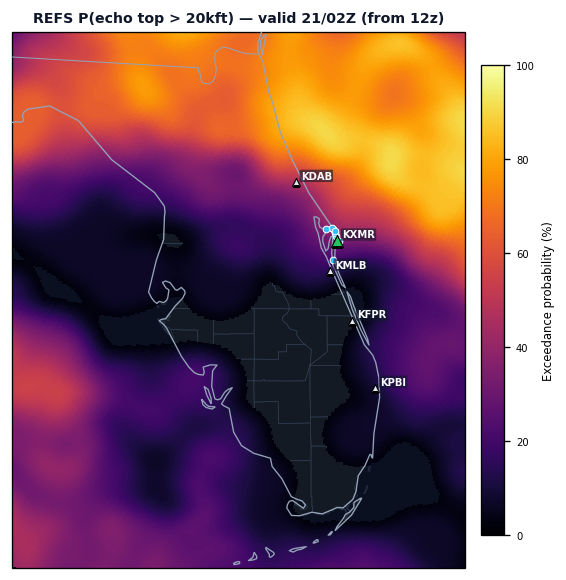 REFS P(echo top > 20kft) — valid 21/02Z (from 12z)
KDAB
KXMR
KMLB
KFPR
KPBI
100
80
60
40
20
0
Exceedance probability (%)